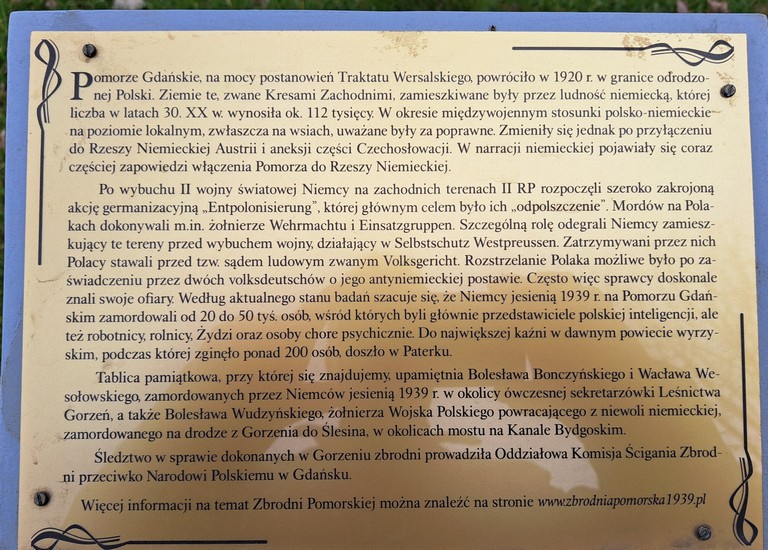 Pomorze Gdańskie, na mocy postanowień Traktatu Wersalskiego, powróciło w 1920 r. w granice odrodzo-
nej Polski. Ziemie te, zwane Kresami Zachodnimi, zamieszkiwane były przez ludność niemiecką, której
liczba w latach 30. XX w. wynosiła ok. 112 tysięcy. W okresie międzywojennym stosunki polsko-niemieckie
na poziomie lokalnym, zwłaszcza na wsiach, uważane były za poprawne. Zmieniły się jednak po przyłączeniu
do Rzeszy Niemieckiej Austrii i aneksji części Czechosłowacji. W narracji niemieckiej pojawiały się coraz
częściej zapowiedzi włączenia Pomorza do Rzeszy Niemieckiej.
Po wybuchu II wojny światowej Niemcy na zachodnich terenach II RP rozpoczęli szeroko zakrojoną
akcję germanizacyjną „Entpolonisierung”, której głównym celem było ich „odpolszczenie”. Mordów na Pola-
kach dokonywali m.in. żołnierze Wehrmachtu i Einsatzgruppen. Szczególną rolę odegrali Niemcy zamiesz-
kujący te tereny przed wybuchem wojny, działający w Selbstschutz Westpreussen. Zatrzymywani przez nich
Polacy stawali przed tzw. sądem ludowym zwanym Volksgericht. Rozstrzelanie Polaka możliwe było po za-
świadczeniu przez dwóch volksdeutschów o jego antyniemieckiej postawie. Często więc sprawcy doskonale
znali swoje ofiary. Według aktualnego stanu badań szacuje się, że Niemcy jesienią 1939 r. na Pomorzu Gdań-
skim zamordowali od 20 do 50 tyś. osób, wśród których byli głównie przedstawiciele polskiej inteligencji, ale
też robotnicy, rolnicy, Żydzi oraz osoby chore psychicznie. Do największej kaźni w dawnym powiecie wyrzy-
skim, podczas której zginęło ponad 200 osób, doszło w Paterku.
Tablica pamiątkowa, przy której się znajdujemy, upamiętnia Bolesława Bonczyńskiego i Wacława We-
sołowskiego, zamordowanych przez Niemców jesienią 1939 r. w okolicy ówczesnej sekretarzówki Leśnictwa
Gorzeń, a także Bolesława Wudzyńskiego, żołnierza Wojska Polskiego powracającego z niewoli niemieckiej,
zamordowanego na drodze z Gorzenia do Ślesina, w okolicach mostu na Kanale Bydgoskim.
Śledztwo w sprawie dokonanych w Gorzeniu zbrodni prowadziła Oddziałowa Komisja Ścigania Zbrod-
ni przeciwko Narodowi Polskiemu w Gdańsku.
Więcej informacji na temat Zbrodni Pomorskiej można znaleźć na stronie www.zbrodniapomorska1939.pl